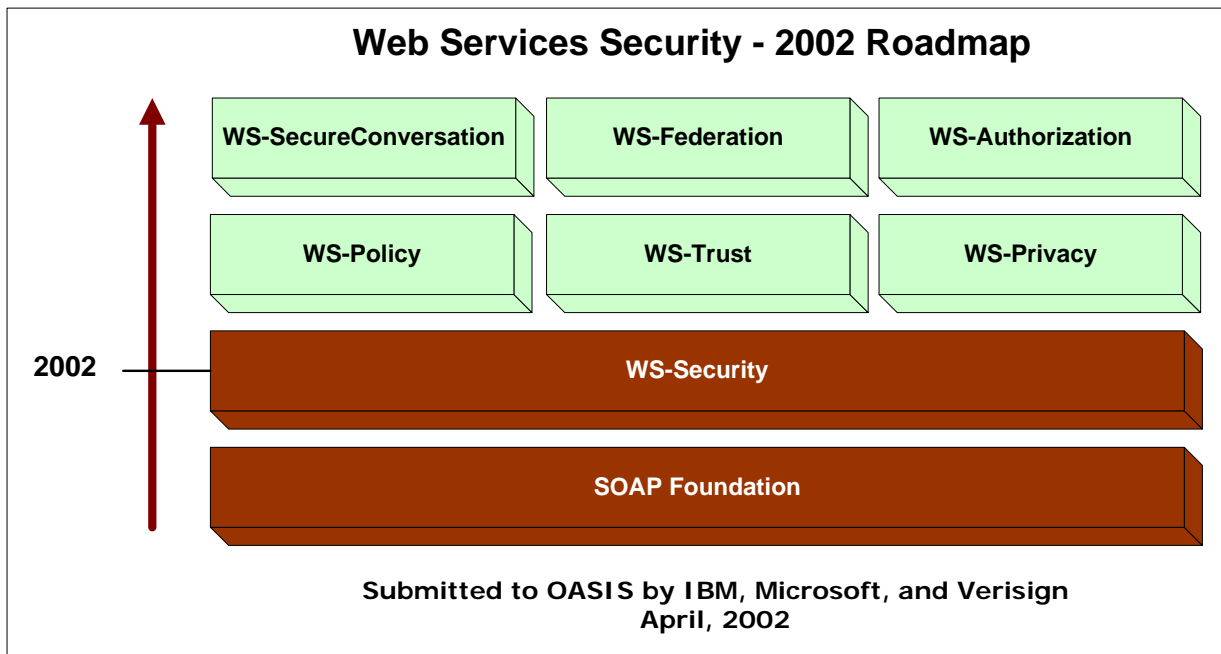 Web Services Security - 2002 Roadmap
WS-SecureConversation
WS-Federation
WS-Authorization
WS-Policy
WS-Trust
WS-Privacy
2002
WS-Security
SOAP Foundation
Submitted to OASIS by IBM, Microsoft, and Verisign
April, 2002